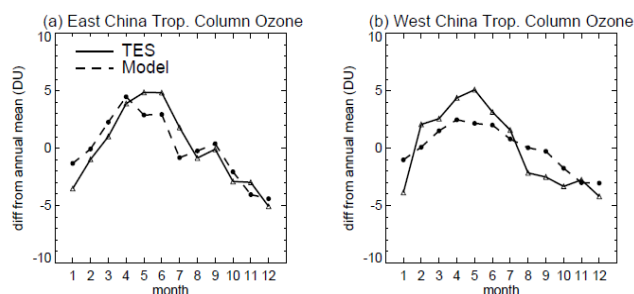 (a) East China Trop. Column Ozone
TES
Model
diff from annual mean (DU)
10
5
0
-5
-10
1 2 3 4 5 6 7 8 9 10 11 12
month
(b) West China Trop. Column Ozone
diff from annual mean (DU)
10
5
0
-5
-10
1 2 3 4 5 6 7 8 9 10 11 12
month